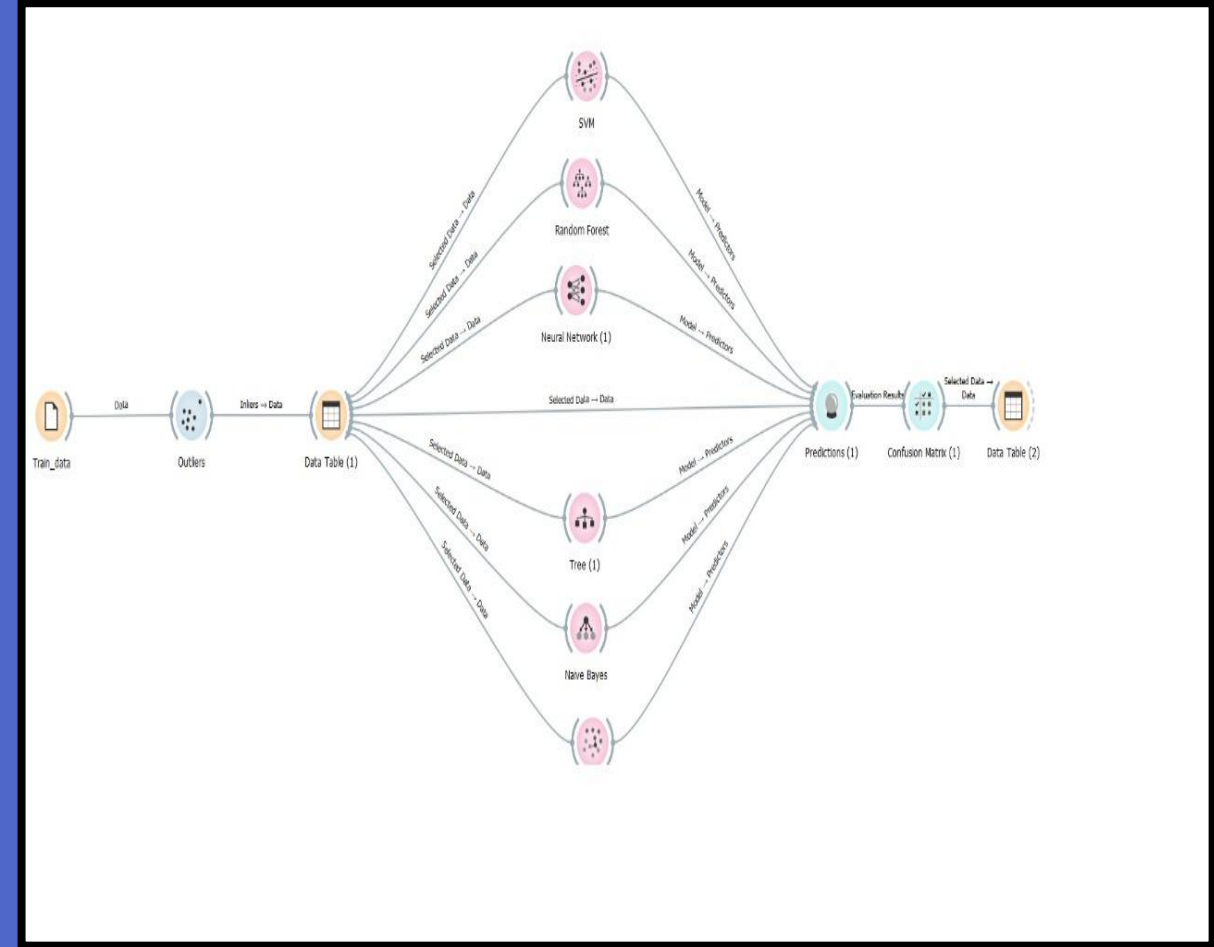 SVM
Selected Data → Data
Model → Predictors
Random Forest
Selected Data → Data
Model → Predictors
Neural Network (1)
Selected Data → Data
Model → Predictors
Selected Data → Data
Train_data
Data
Outliers
Inliers → Data
Data Table (1)
Predictions (1)
Evaluation Results
Confusion Matrix (1)
Selected Data →
Data
Data Table (2)
Selected Data → Data
Model → Predictors
Tree (1)
Selected Data → Data
Model → Predictors
Naive Bayes
Selected Data → Data
Model → Predictors